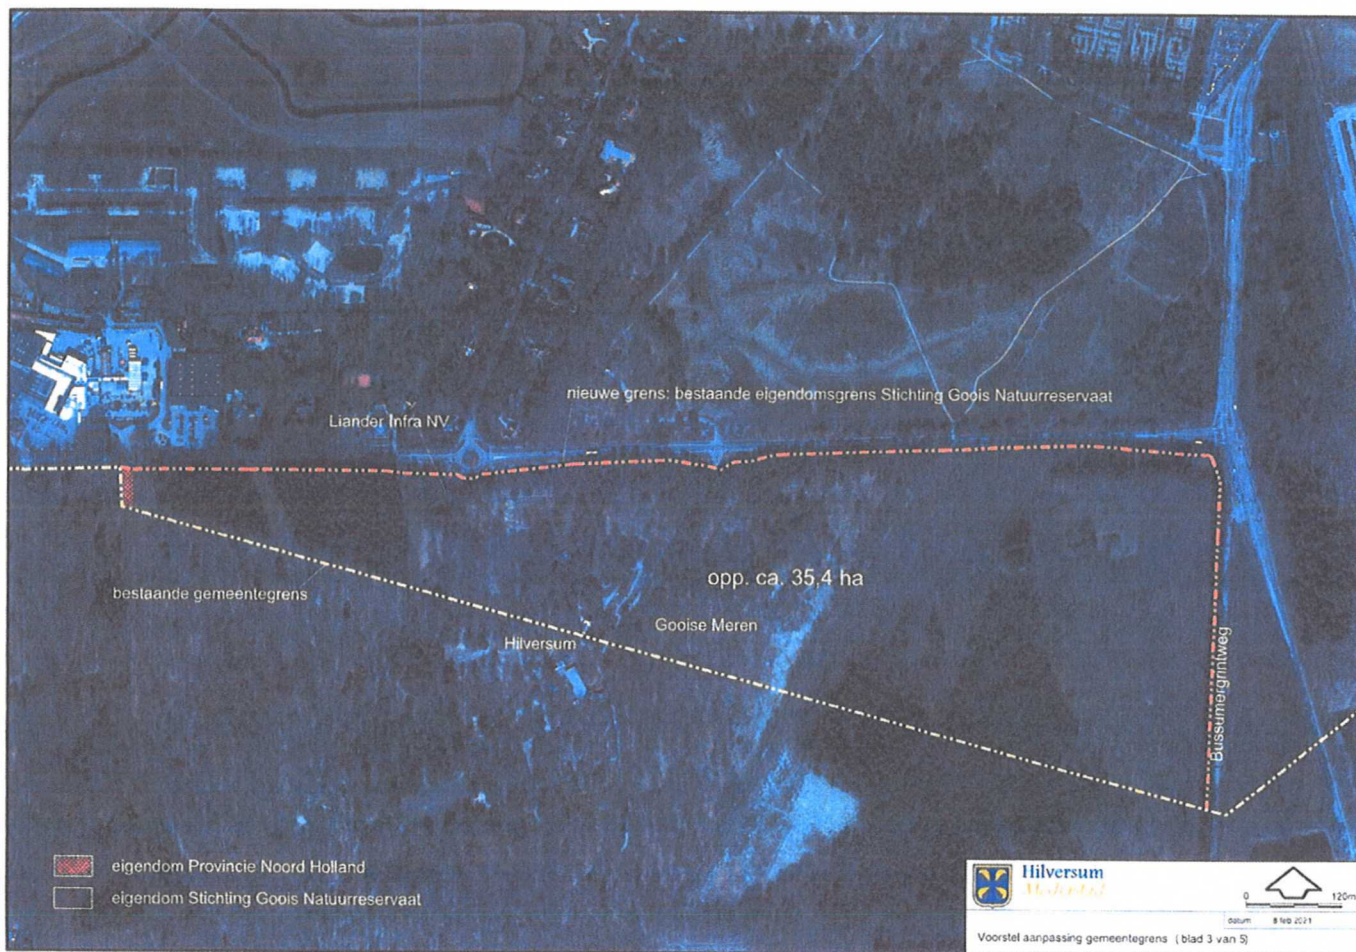 nieuwe grens: bestaande eigendomsgrens Stichting Goois Natuurreservaat
Liander Infra NV
bestaande gemeentegrens
opp. ca. 35,4 ha
Gooise Meren
Hilversum
Bussumergrintweg
eigendom Provincie Noord Holland
eigendom Stichting Goois Natuurreservaat
Hilversum
Mediastad
0 120m
datum 8 feb 2021
Voorstel aanpassing gemeentegrens ( blad 3 van 5)